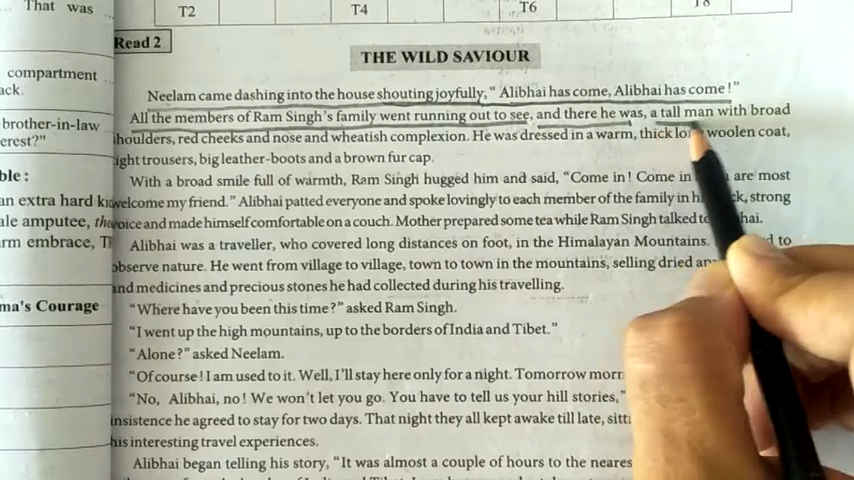 That was
T2
T4
T6
T8
Read 2
compartment
ack.
brother-in-law
erest?"
ble :
an extra hard
ale amputee, the
rm embrace,
ma's Courage
THE WILD SAVIOUR
Neelam came dashing into the house shouting joyfully, " Alibhai has come, Alibhai has come !"
All the members of Ram Singh's family went running out to see, and there he was, a tall man with broad
shoulders, red cheeks and nose and wheatish complexion. He was dressed in a warm, thick woolen coat,
ight trousers, big leather-boots and a brown fur cap.
With a broad smile full of warmth, Ram Singh hugged him and said, "Come in ! Come in are most
welcome my friend." Alibhai patted everyone and spoke lovingly to each member of the family in strong
voice and made himself comfortable on a couch. Mother prepared some tea while Ram Singh talked
Alibhai was a traveller, who covered long distances on foot, in the Himalayan Mountains. to
observe nature. He went from village to village, town to town in the mountains, selling dried
and medicines and precious stones he had collected during his travelling.
"Where have you been this time?" asked Ram Singh.
"I went up the high mountains, up to the borders of India and Tibet."
"Alone?" asked Neelam.
"Of course! I am used to it. Well, I'll stay here only for a night. Tomorrow
"No, Alibhai, no! We won't let you go. You have to tell us your hill stories,"
insistence he agreed to stay for two days. That night they all kept awake till late,
his interesting travel experiences.
Alibhai began telling his story, "It was almost a couple of hours to the